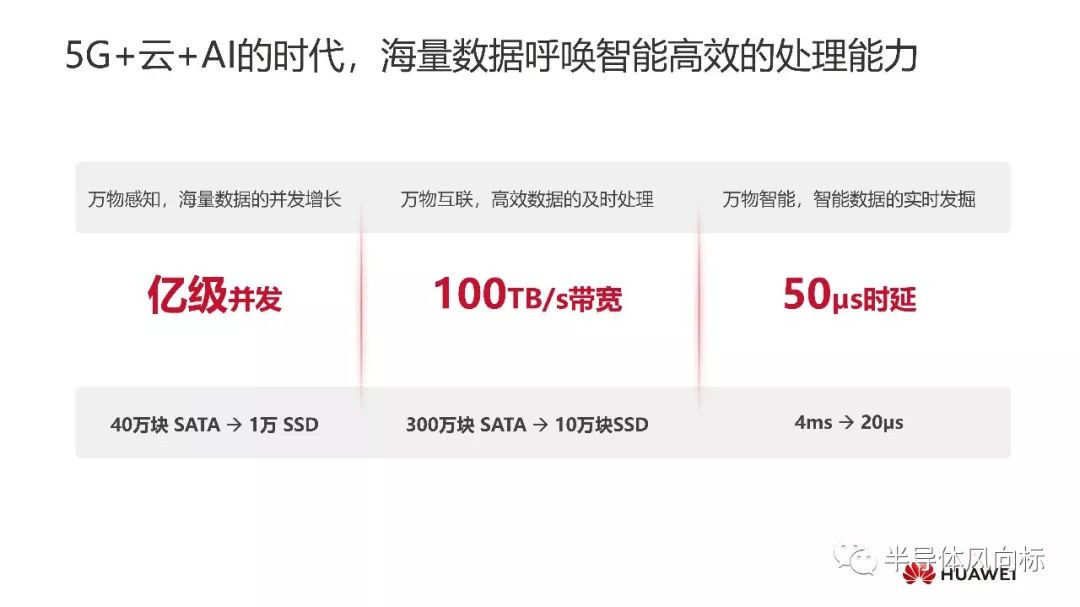 5G+云+AI的时代，海量数据呼唤智能高效的处理能力
万物感知，海量数据的并发增长
万物互联，高效数据的及时处理
万物智能，智能数据的实时发掘
亿级并发
100TB/s带宽
50μs时延
40万块 SATA → 1万 SSD
300万块 SATA → 10万块SSD
4ms → 20μs
半导体风向标
HUAWEI